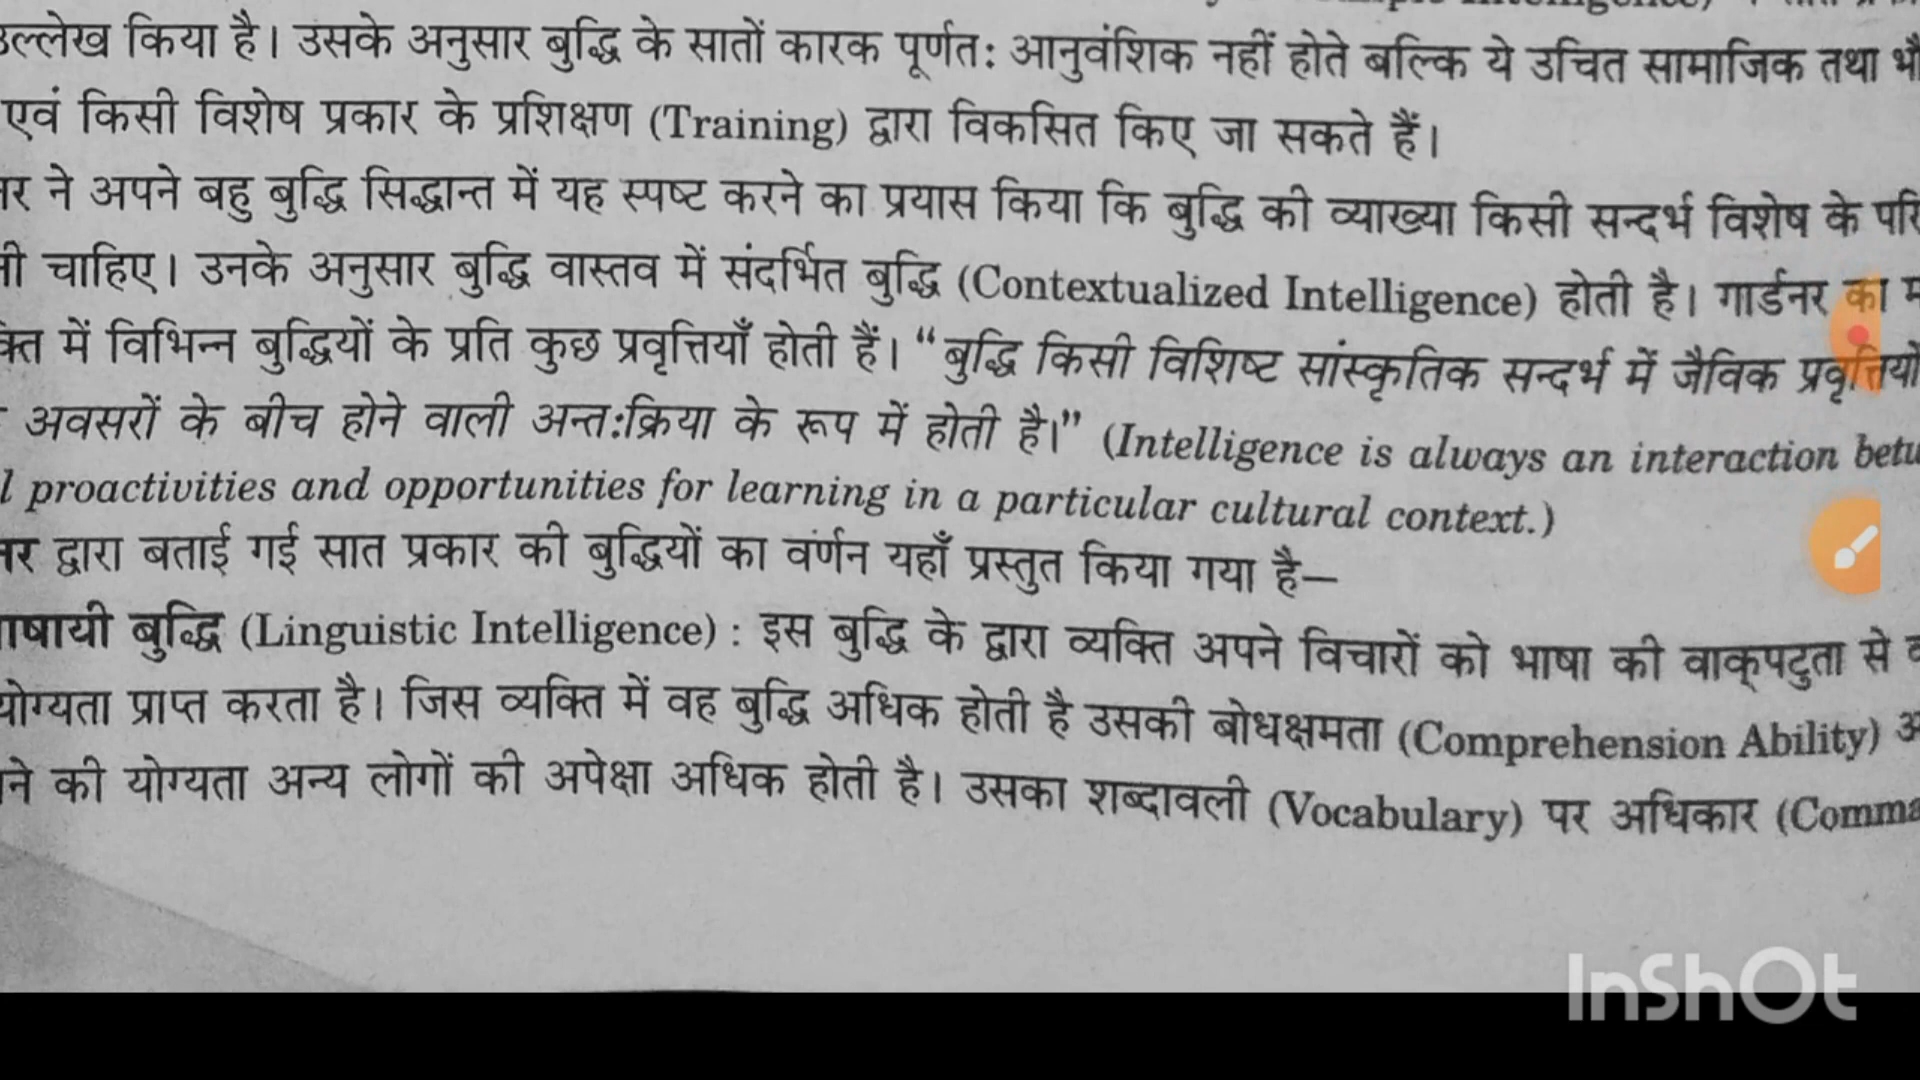 उल्लेख किया है। उसके अनुसार बुद्धि के सातों कारक पूर्णत: आनुवंशिक नहीं होते बल्कि ये उचित सामाजिक तथा
एवं किसी विशेष प्रकार के प्रशिक्षण (Training) द्वारा विकसित किए जा सकते हैं।
ने अपने बहु बुद्धि सिद्धान्त में यह स्पष्ट करने का प्रयास किया कि बुद्धि की व्याख्या किसी सन्दर्भ विशेष के
चाहिए। उनके अनुसार बुद्धि वास्तव में संदर्भित बुद्धि (Contextualized Intelligence) होती है। गार्डनर का
में विभिन्न बुद्धियों के प्रति कुछ प्रवृत्तियाँ होती हैं। “बुद्धि किसी विशिष्ट सांस्कृतिक सन्दर्भ में जैविक प्रवृत्तियों
अवसरों के बीच होने वाली अन्त:क्रिया के रूप में होती है।” (Intelligence is always an interaction
l proactivities and opportunities for learning in a particular cultural context.)
द्वारा बताई गई सात प्रकार की बुद्धियों का वर्णन यहाँ प्रस्तुत किया गया है—
बुद्धि (Linguistic Intelligence) : इस बुद्धि के द्वारा व्यक्ति अपने विचारों को भाषा की वाक्पटुता से
योग्यता प्राप्त करता है। जिस व्यक्ति में वह बुद्धि अधिक होती है उसकी बोधक्षमता (Comprehension Ability)
ने की योग्यता अन्य लोगों की अपेक्षा अधिक होती है। उसका शब्दावली (Vocabulary) पर अधिकार (Comma
InShOt